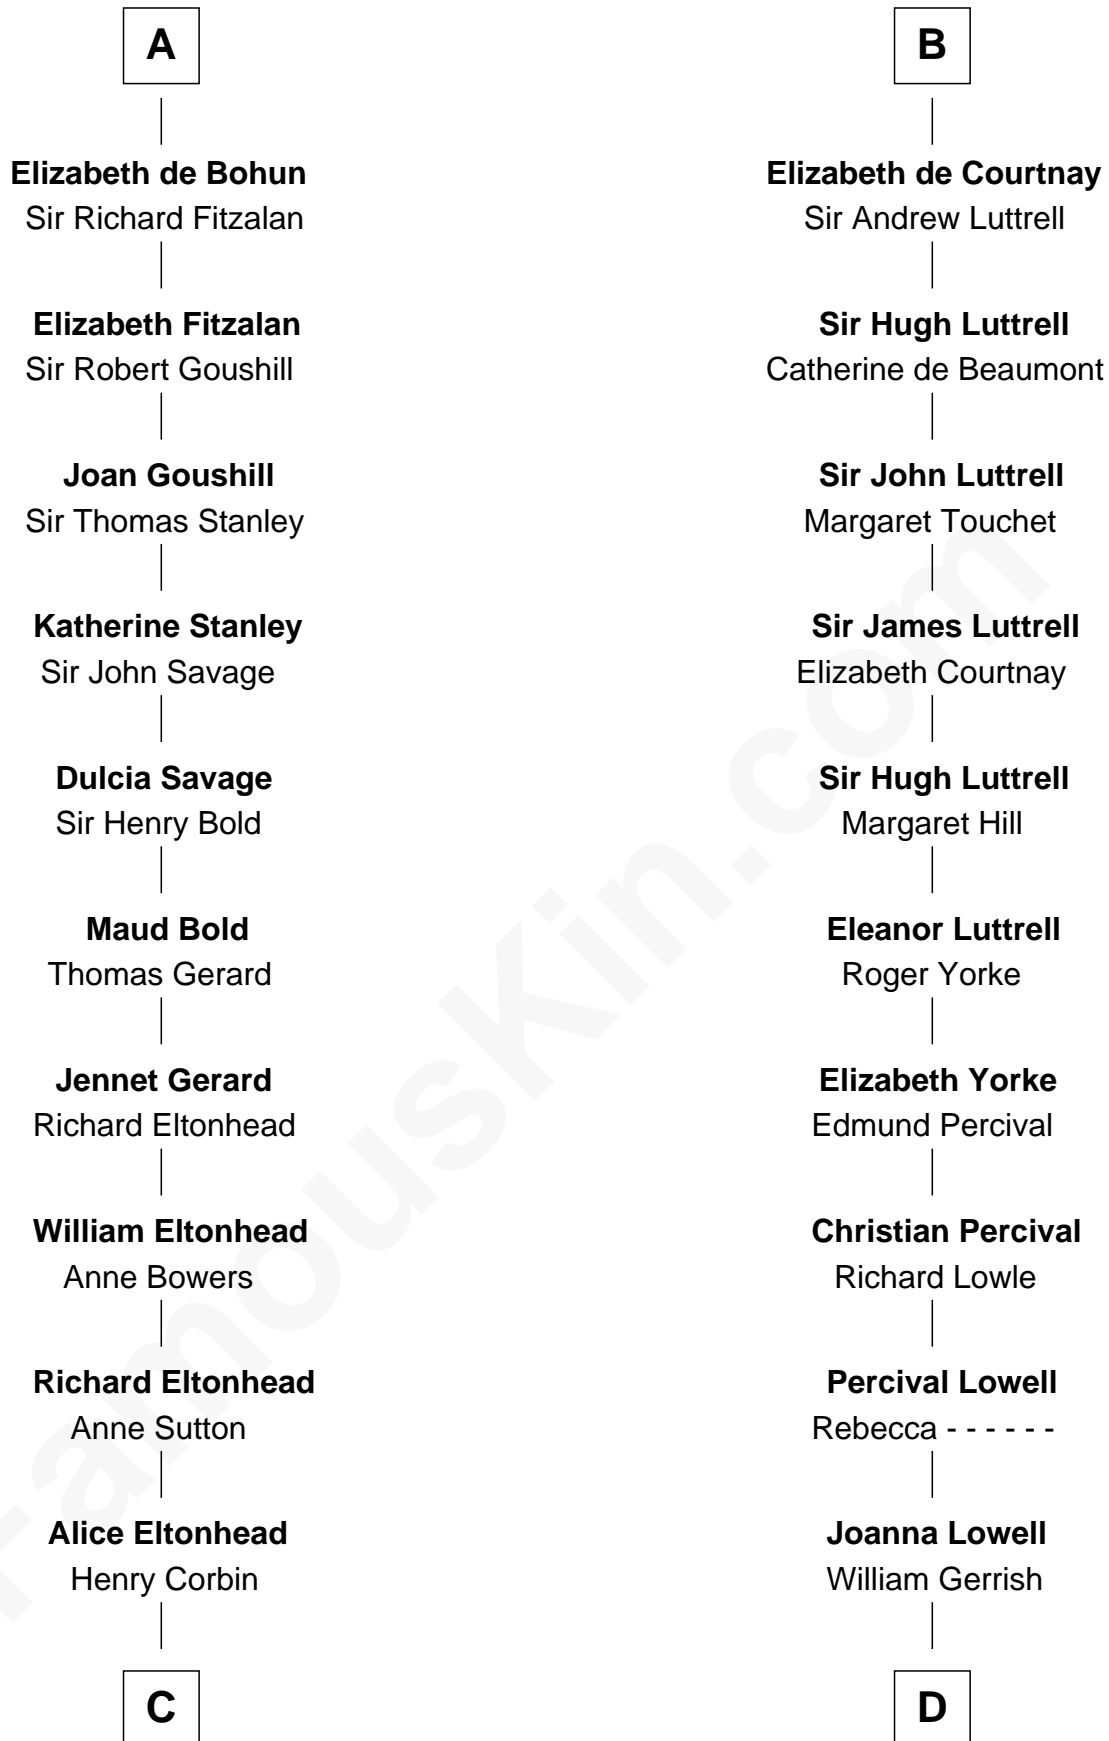 A
Elizabeth de Bohun
Sir Richard Fitzalan
Elizabeth Fitzalan
Sir Robert Goushill
Joan Goushill
Sir Thomas Stanley
Katherine Stanley
Sir John Savage
Dulcia Savage
Sir Henry Bold
Maud Bold
Thomas Gerard
Jennet Gerard
Richard Eltonhead
William Eltonhead
Anne Bowers
Richard Eltonhead
Anne Sutton
Alice Eltonhead
Henry Corbin
C
B
Elizabeth de Courtnay
Sir Andrew Luttrell
Sir Hugh Luttrell
Catherine de Beaumont
Sir John Luttrell
Margaret Touchet
Sir James Luttrell
Elizabeth Courtnay
Sir Hugh Luttrell
Margaret Hill
Eleanor Luttrell
Roger Yorke
Elizabeth Yorke
Edmund Percival
Christian Percival
Richard Lowle
Percival Lowell
Rebecca - - - - - -
Joanna Lowell
William Gerrish
D
FamousKin.com